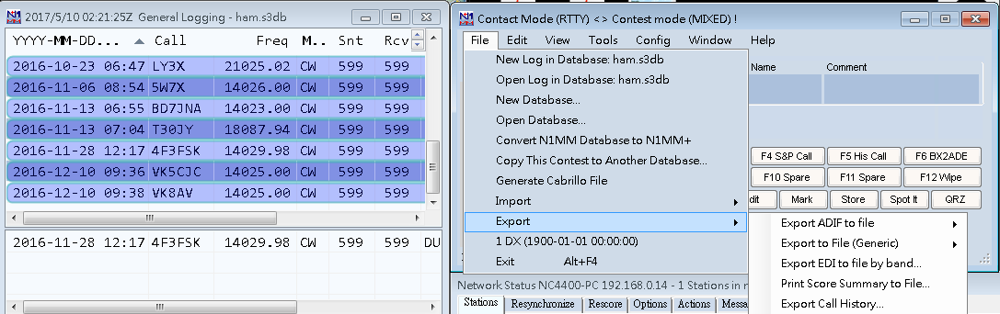 2017/5/10 02:21:25Z General Logging - ham.s3db
YYYY-MM-DD... Call Freq M.. Snt Rcv
2016-10-23 06:47 LY3X 21025.02 CW 599 599
2016-11-06 08:54 5W7X 14026.00 CW 599 599
2016-11-13 06:55 BD7JNA 14023.00 CW 599 599
2016-11-13 07:04 T30JY 18087.94 CW 599 599
2016-11-28 12:17 4F3FSK 14029.98 CW 599 599
2016-12-10 09:36 VK5CJC 14025.00 CW 599 599
2016-12-10 09:38 VK8AV 14025.00 CW 599 599
2016-11-28 12:17 4F3FSK 14029.98 CW 599 599 DU
Contact Mode (RTTY) <> Contest mode (MIXED) !
File Edit View Tools Config Window Help
New Log in Database: ham.s3db
Open Log in Database: ham.s3db
New Database...
Open Database...
Convert N1MM Database to N1MM+
Copy This Contest to Another Database...
Generate Cabrillo File
Import
Export
1 DX (1900-01-01 00:00:00)
Exit Alt+F4
Name Comment
F4 S&P Call F5 His Call F6 BX2ADE
F10 Spare F11 Spare F12 Wipe
dit Mark Store Spot It QRZ
Export ADIF to file
Export to File (Generic)
Export EDI to file by band...
Print Score Summary to File...
Export Call History...
Network Status NC4400-PC 192.168.0.14 - 1 Stations in
Stations Resynchronize Rescore Options Actions Messa